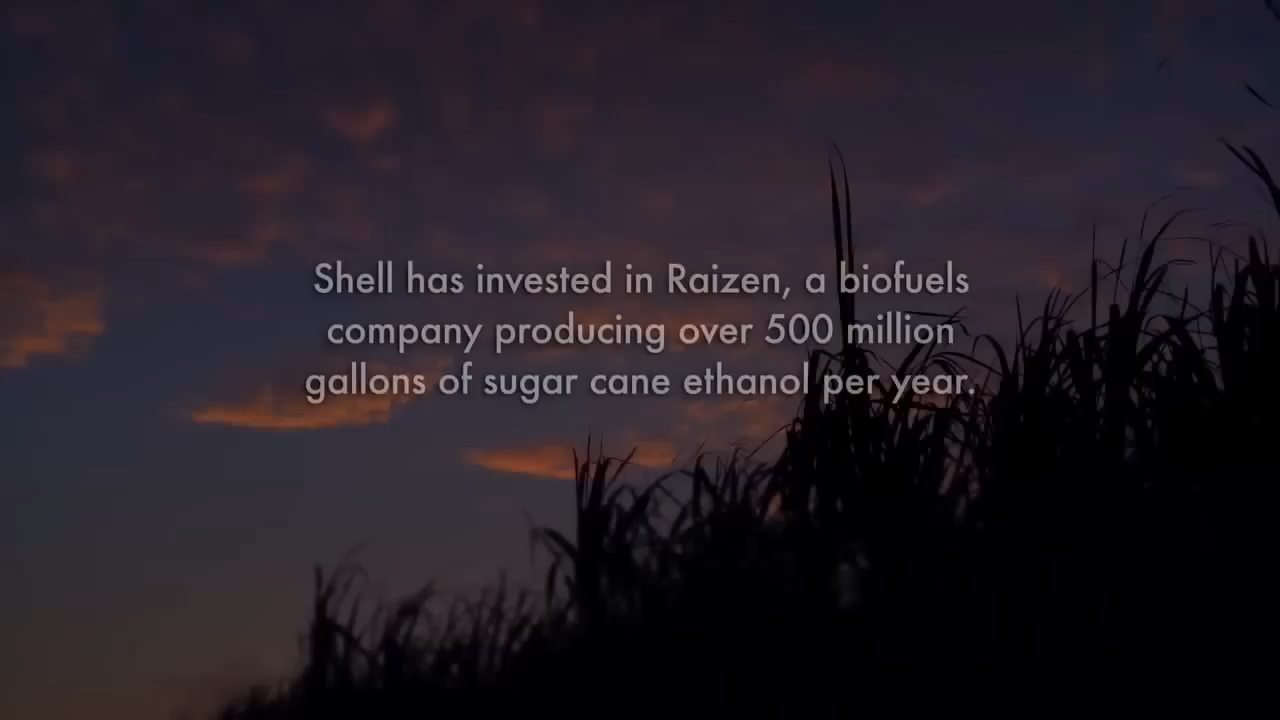 Shell has invested in Raizen, a biofuels
company producing over 500 million
gallons of sugar cane ethanol per year.